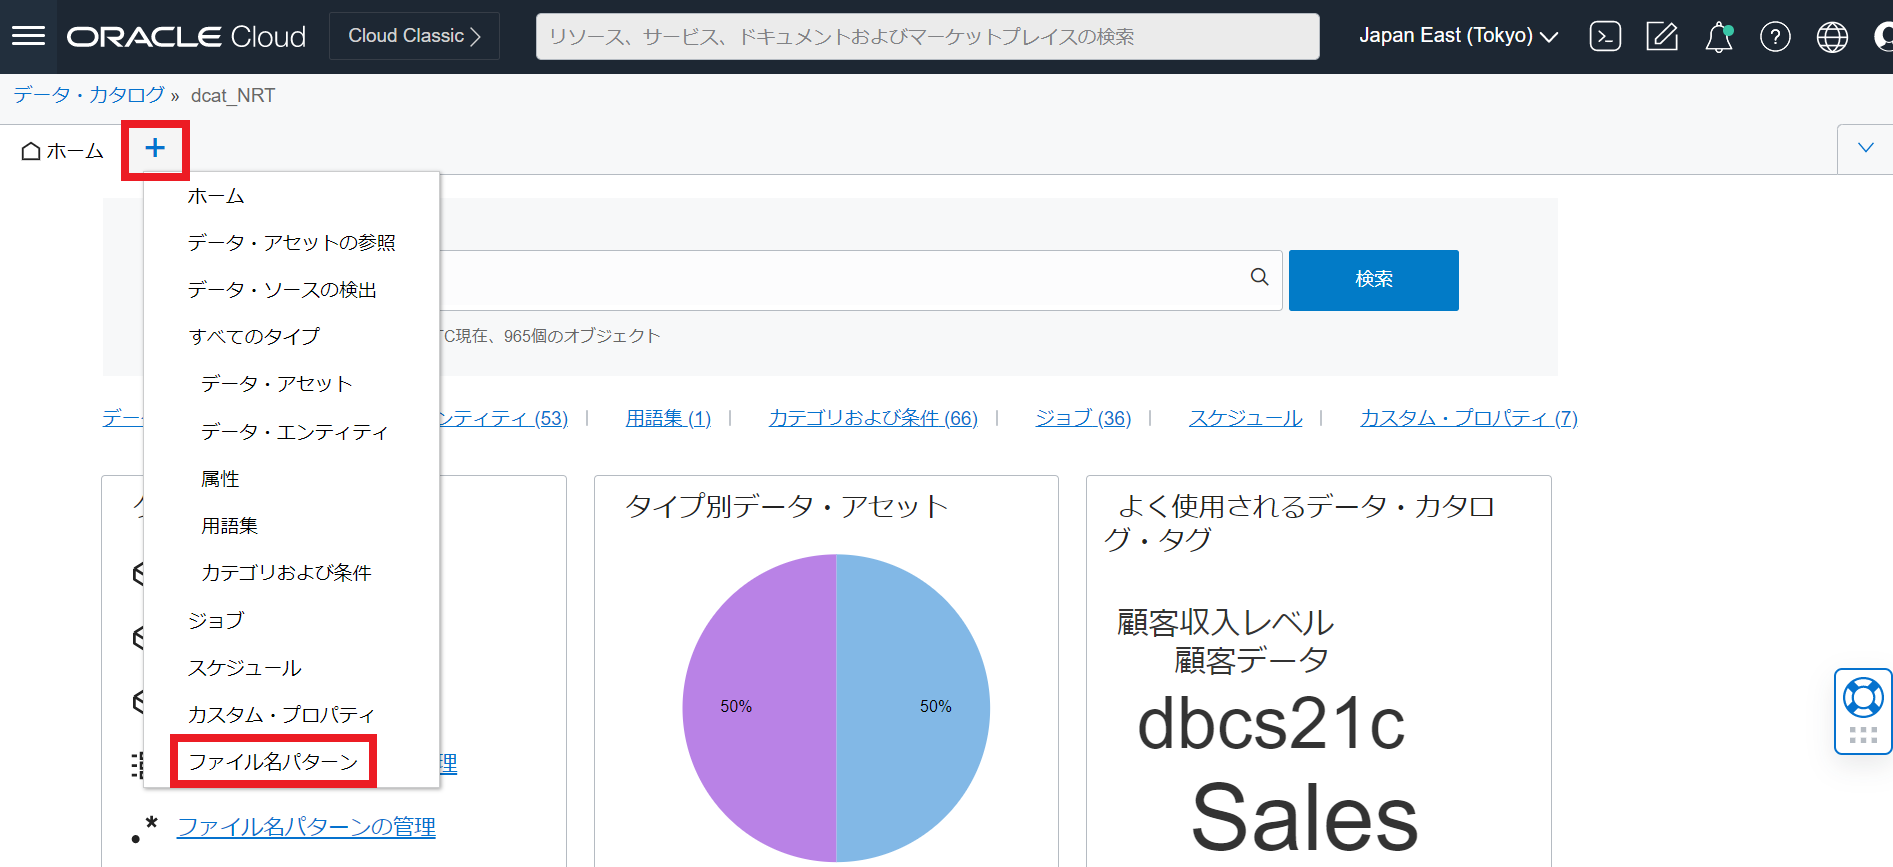 ORACLE Cloud
Cloud Classic
リソース、サービス、ドキュメントおよびマーケットプレイスの検索
Japan East (Tokyo)
データ・カタログ » dcat_NRT
ホーム
+
ホーム
データ・アセットの参照
データ・ソースの検出
すべてのタイプ
データ・アセット
データ・エンティティ
属性
用語集
カテゴリおよび条件
ジョブ
スケジュール
カスタム・プロパティ
ファイル名パターン
検索
TC現在、965個のオブジェクト
デー
ンティティ (53)
用語集 (1)
カテゴリおよび条件 (66)
ジョブ (36)
スケジュール
カスタム・プロパティ (7)
理
ファイル名パターンの管理
タイプ別データ・アセット
50%
50%
よく使用されるデータ・カタロ
グ・タグ
顧客収入レベル
顧客データ
dbcs21c
Sales